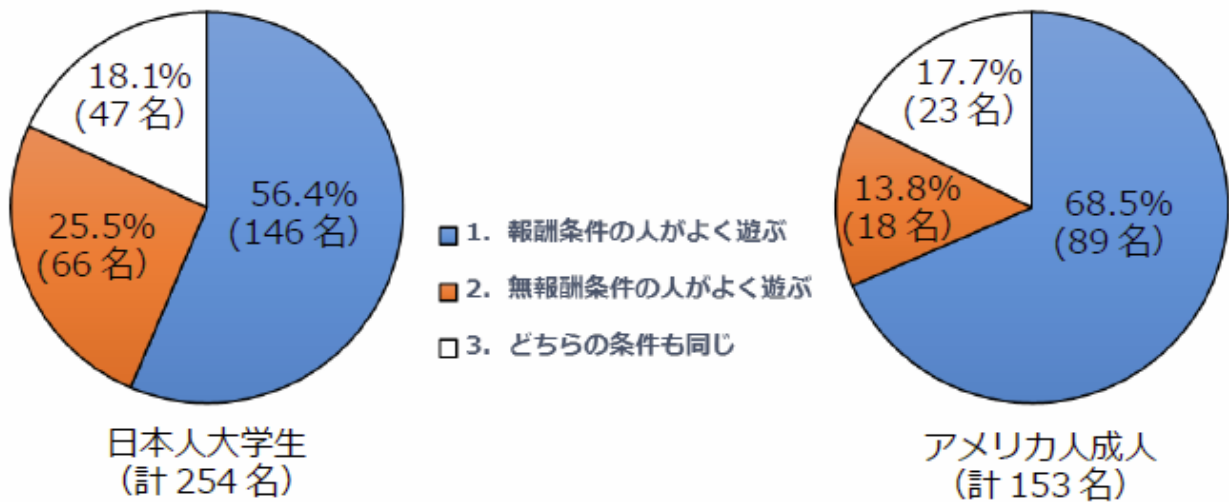 18.1%
(47 名)
56.4%
(146 名)
25.5%
(66 名)
日本人大学生
(計 254 名)
1. 報酬条件の人がよく遊ぶ
2. 無報酬条件の人がよく遊ぶ
3. どちらの条件も同じ
17.7%
(23 名)
13.8%
(18 名)
68.5%
(89 名)
アメリカ人成人
(計 153 名)